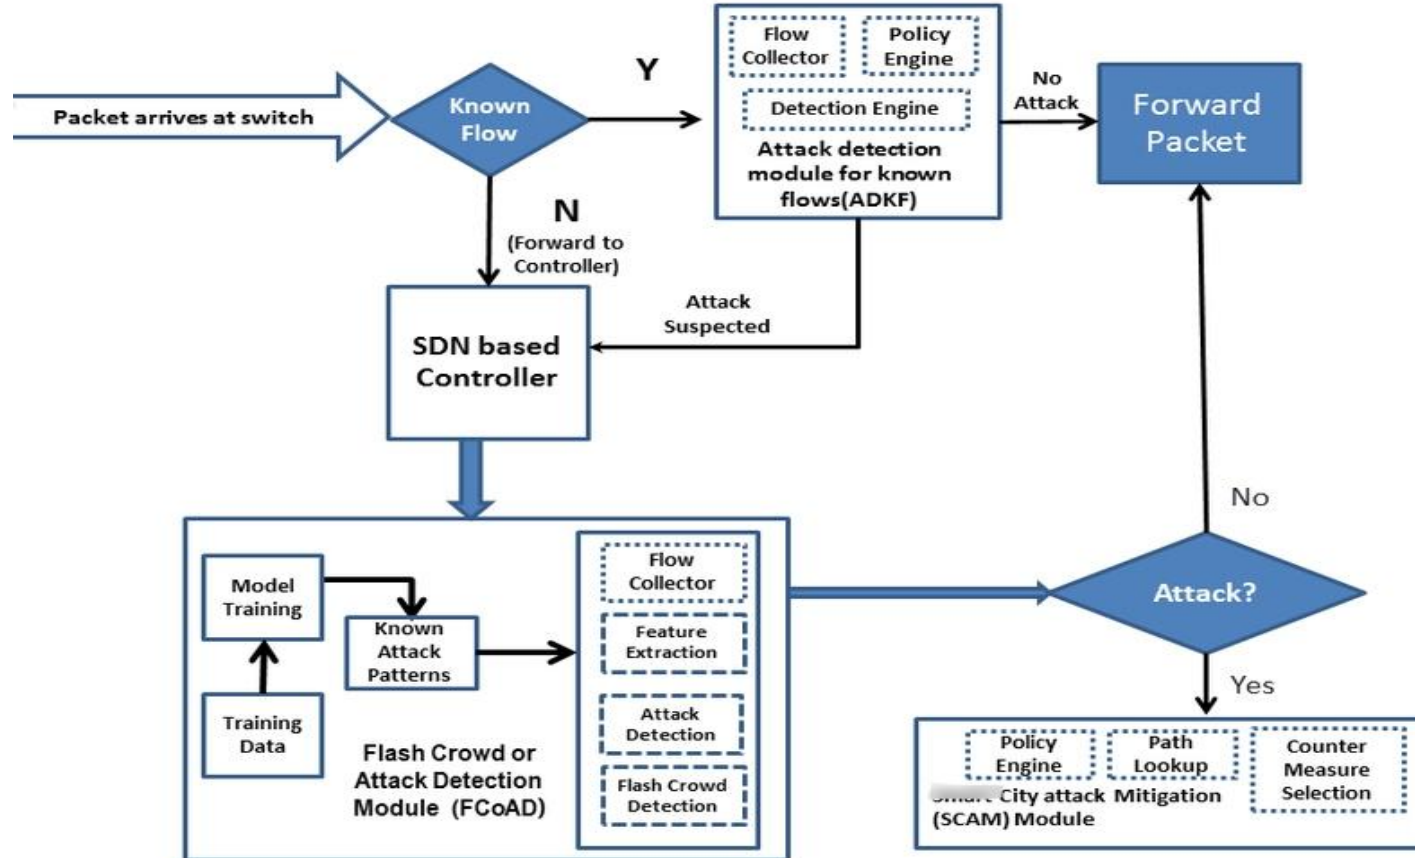 Packet arrives at switch
Known
Flow
Y
N
(Forward to
Controller)
Flow
Collector
Policy
Engine
Detection Engine
Attack detection
module for known
flows(ADKF)
No
Attack
Forward
Packet
Attack
Suspected
SDN based
Controller
Model
Training
Training
Data
Known
Attack
Patterns
Flash Crowd or
Attack Detection
Module (FCoAD)
Flow
Collector
Feature
Extraction
Attack
Detection
Flash Crowd
Detection
Attack?
No
Yes
Policy
Engine
Path
Lookup
Counter
Measure
Selection
City attack Mitigation
(SCAM) Module